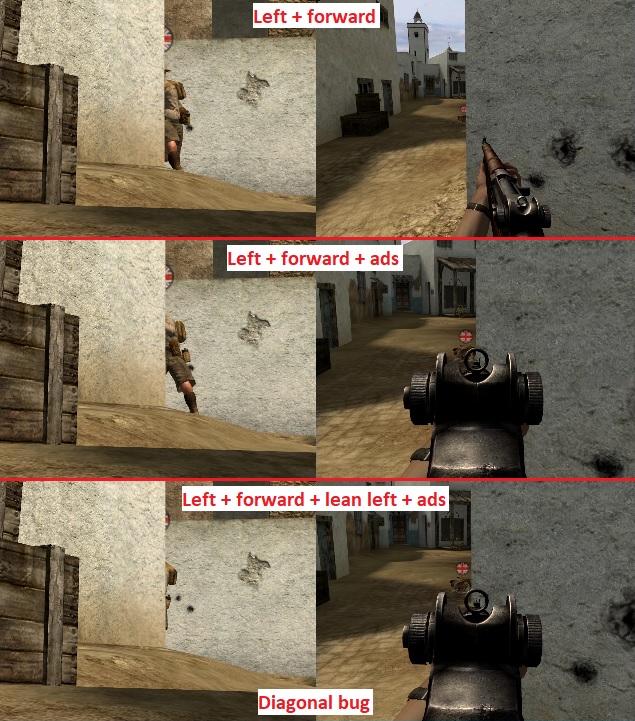 Left + forward
Left + forward + ads
Left + forward + lean left + ads
Diagonal bug